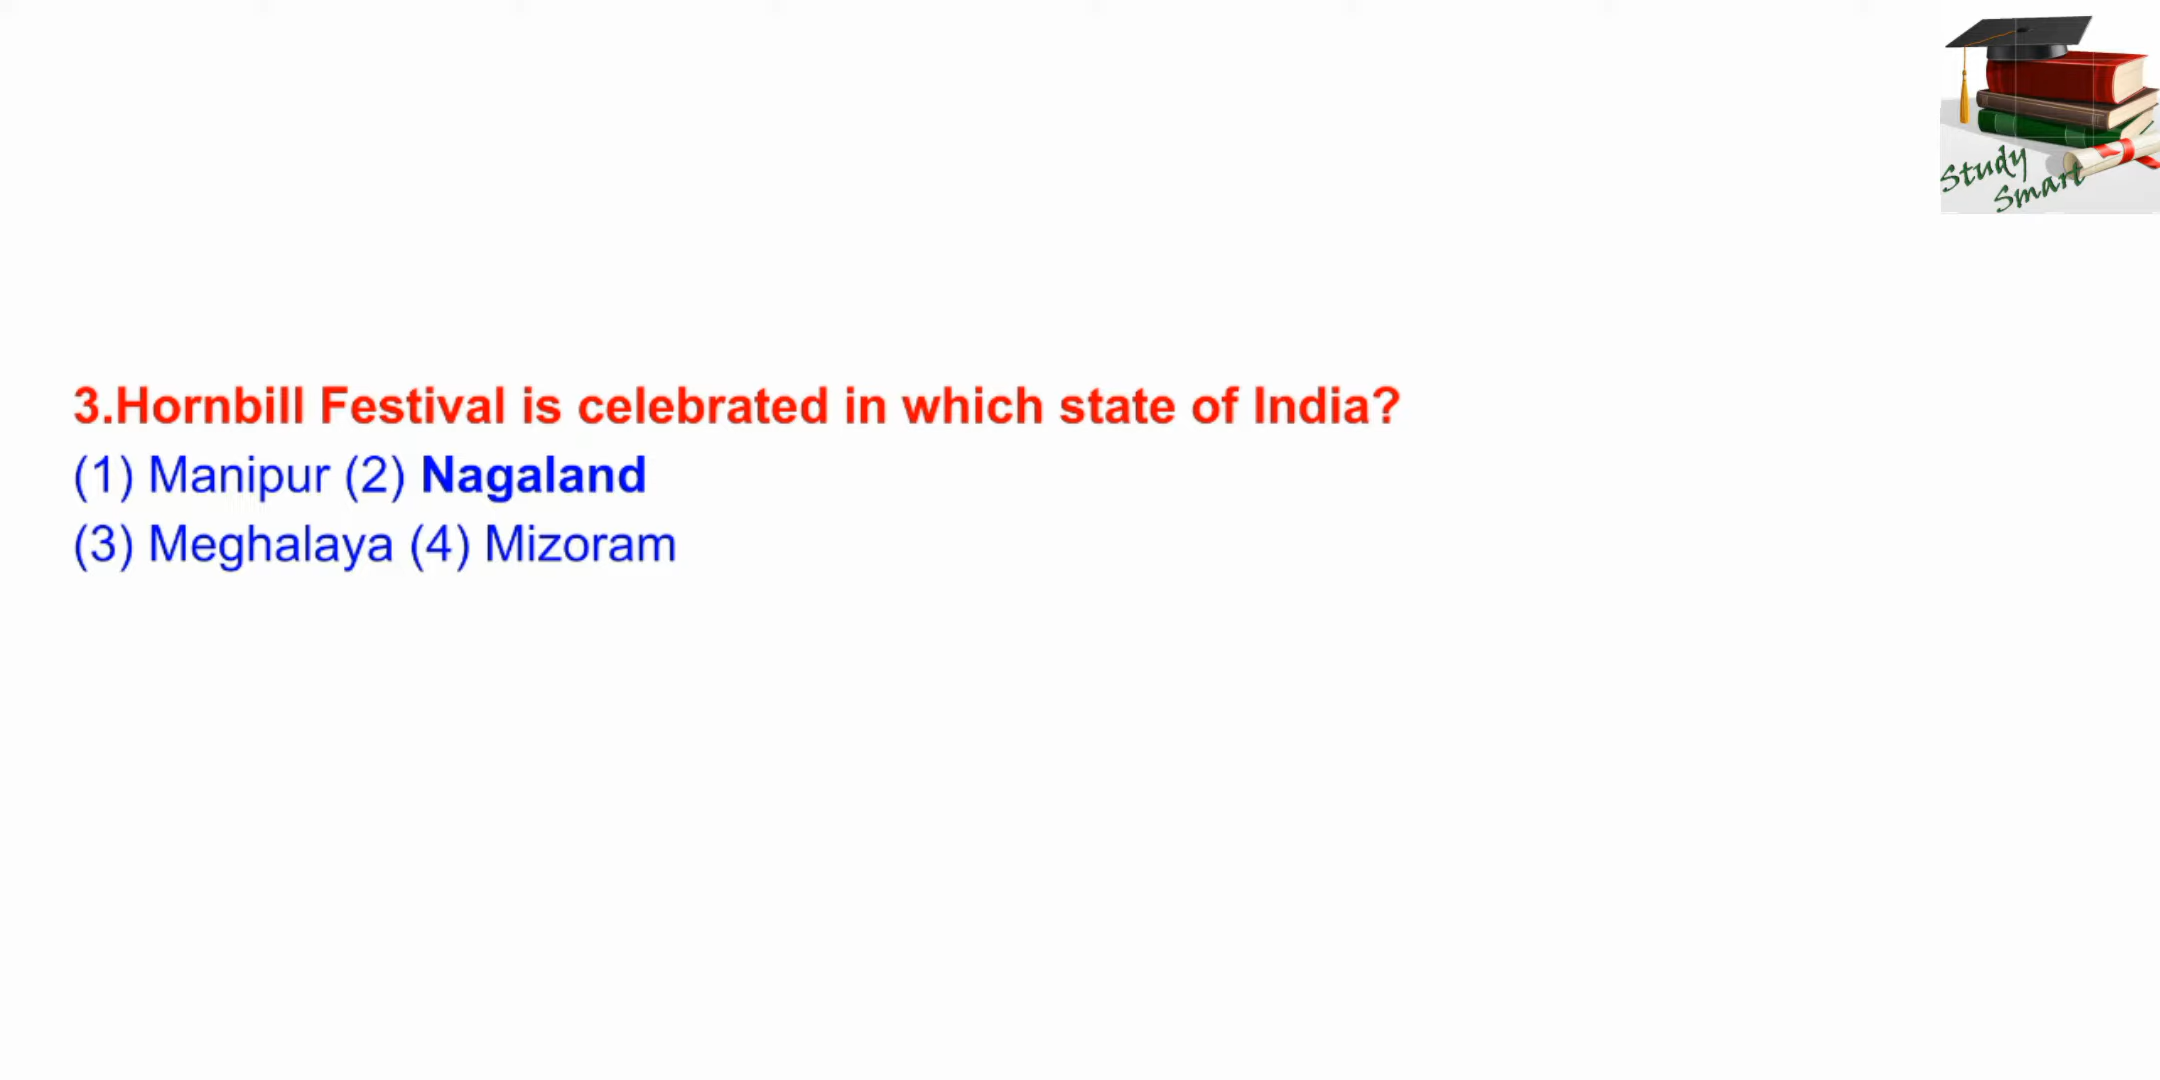 Study
Smart
3.Hornbill Festival is celebrated in which state of India?
(1) Manipur (2) Nagaland
(3) Meghalaya (4) Mizoram